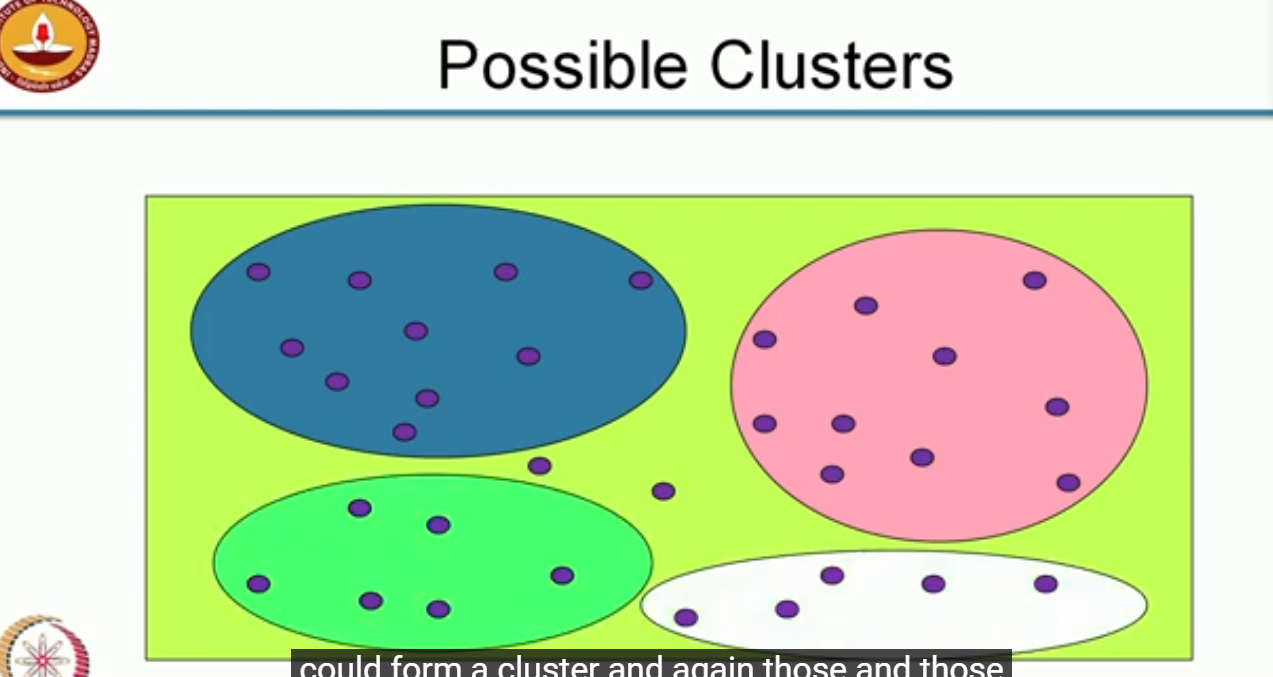 Possible Clusters
could form a cluster and again those and those